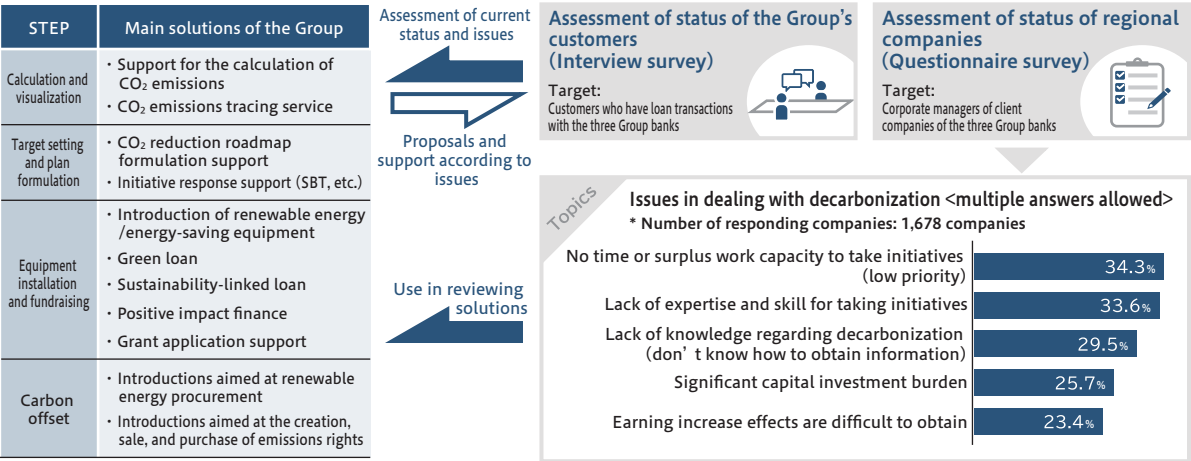 STEP
Main solutions of the Group
Calculation and
visualization
・Support for the calculation of
CO₂ emissions
・CO₂ emissions tracing service
Target setting
and plan
formulation
・CO₂ reduction roadmap
formulation support
・Initiative response support (SBT, etc.)
Equipment
installation
and fundraising
・Introduction of renewable energy
/energy-saving equipment
・Green loan
・Sustainability-linked loan
・Positive impact finance
・Grant application support
Carbon
offset
・Introductions aimed at renewable
energy procurement
・Introductions aimed at the creation,
sale, and purchase of emissions rights
Assessment of current
status and issues
Proposals and
support according to
issues
Use in reviewing
solutions
Assessment of status of the Group’s
customers
(Interview survey)
Target:
Customers who have loan transactions
with the three Group banks
Assessment of status of regional
companies
(Questionnaire survey)
Target:
Corporate managers of client
companies of the three Group banks
Topics
Issues in dealing with decarbonization <multiple answers allowed>
* Number of responding companies: 1,678 companies
No time or surplus work capacity to take initiatives
(low priority)
34.3%
Lack of expertise and skill for taking initiatives
33.6%
Lack of knowledge regarding decarbonization
(don’ t know how to obtain information)
29.5%
Significant capital investment burden
25.7%
Earning increase effects are difficult to obtain
23.4%